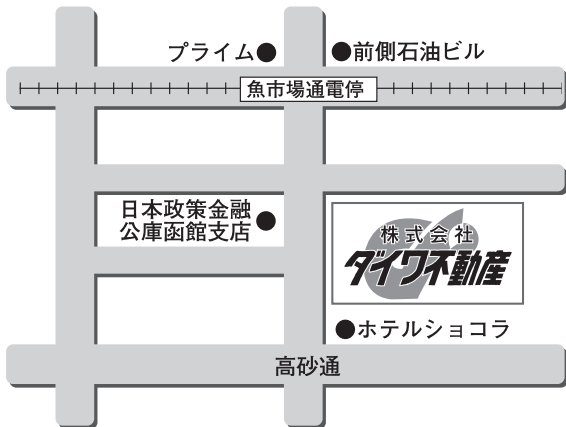 プライム
前側石油ビル
魚市場通電停
日本政策金融
公庫函館支店
株式会社
ダイワ不動産
ホテルショコラ
高砂通